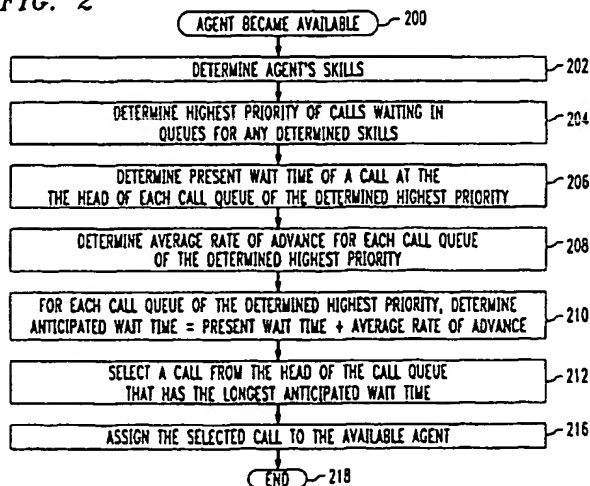 FIG. 2
AGENT BECAME AVAILABLE
200
DETERMINE AGENT'S SKILLS
202
DETERMINE HIGHEST PRIORITY OF CALLS WAITING IN
QUEUES FOR ANY DETERMINED SKILLS
204
DETERMINE PRESENT WAIT TIME OF A CALL AT THE
THE HEAD OF EACH CALL QUEUE OF THE DETERMINED HIGHEST PRIORITY
206
DETERMINE AVERAGE RATE OF ADVANCE FOR EACH CALL QUEUE
OF THE DETERMINED HIGHEST PRIORITY
208
FOR EACH CALL QUEUE OF THE DETERMINED HIGHEST PRIORITY, DETERMINE
ANTICIPATED WAIT TIME = PRESENT WAIT TIME + AVERAGE RATE OF ADVANCE
210
SELECT A CALL FROM THE HEAD OF THE CALL QUEUE
THAT HAS THE LONGEST ANTICIPATED WAIT TIME
212
ASSIGN THE SELECTED CALL TO THE AVAILABLE AGENT
216
END
218